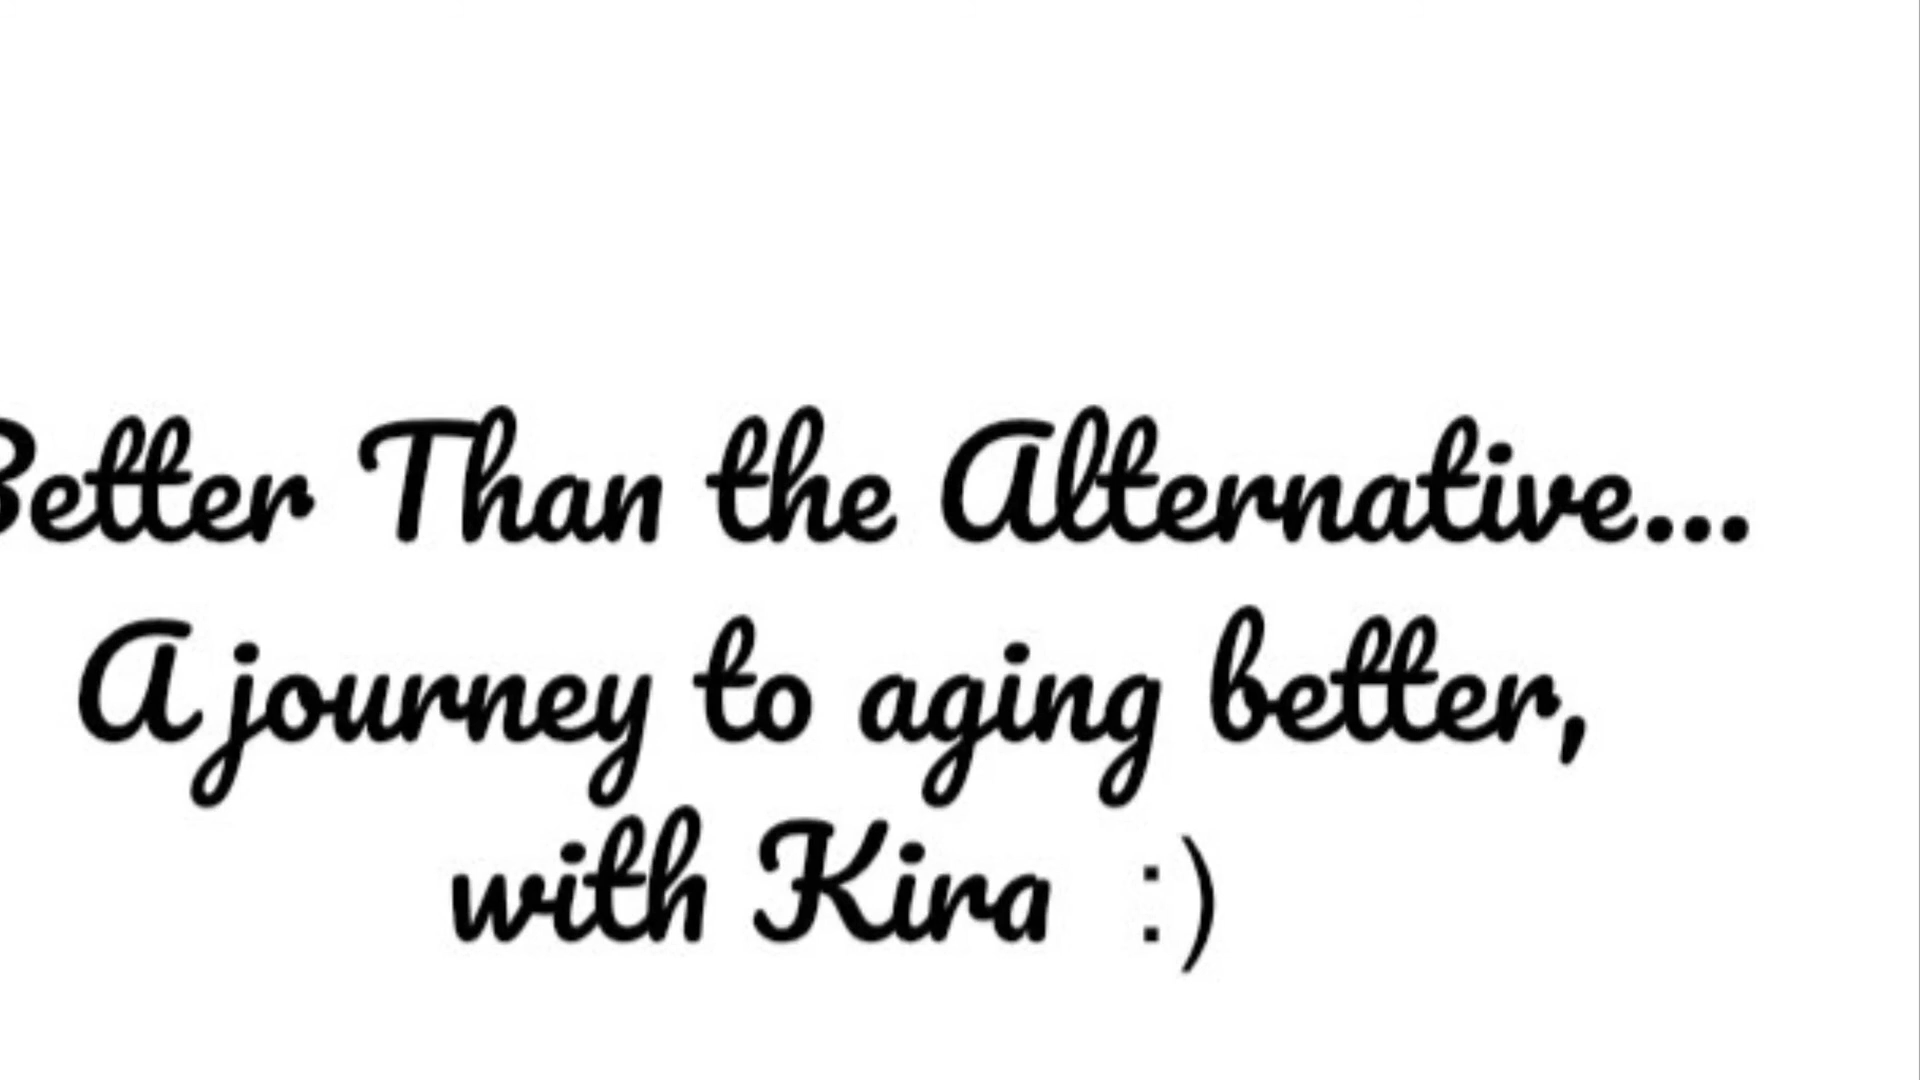 Better Than the Alternative...
A journey to aging better,
with Kira :)